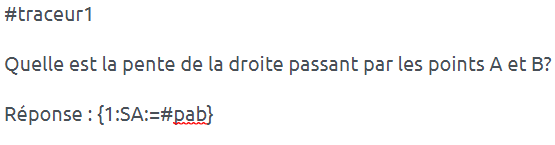 #traceur1
Quelle est la pente de la droite passant par les points A et B?
Réponse : {1:SA:=#pab}